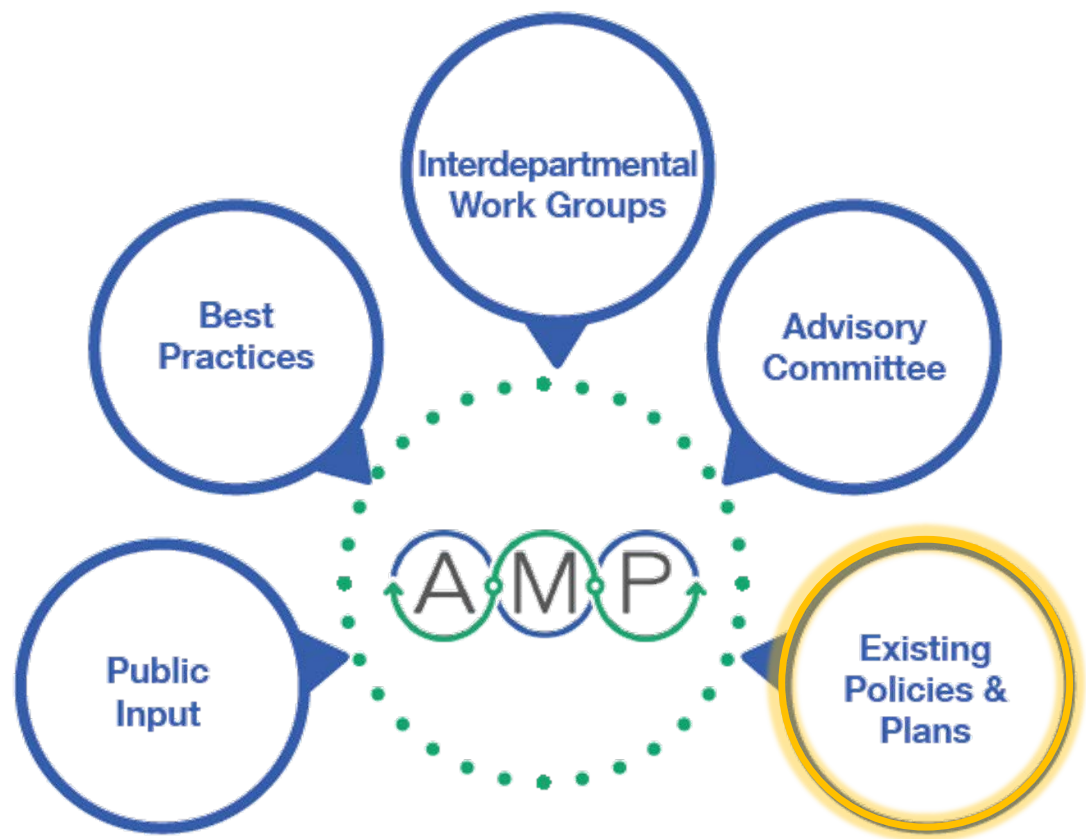 Interdepartmental
Work Groups
Best
Practices
Advisory
Committee
AMP
Public
Input
Existing
Policies &
Plans